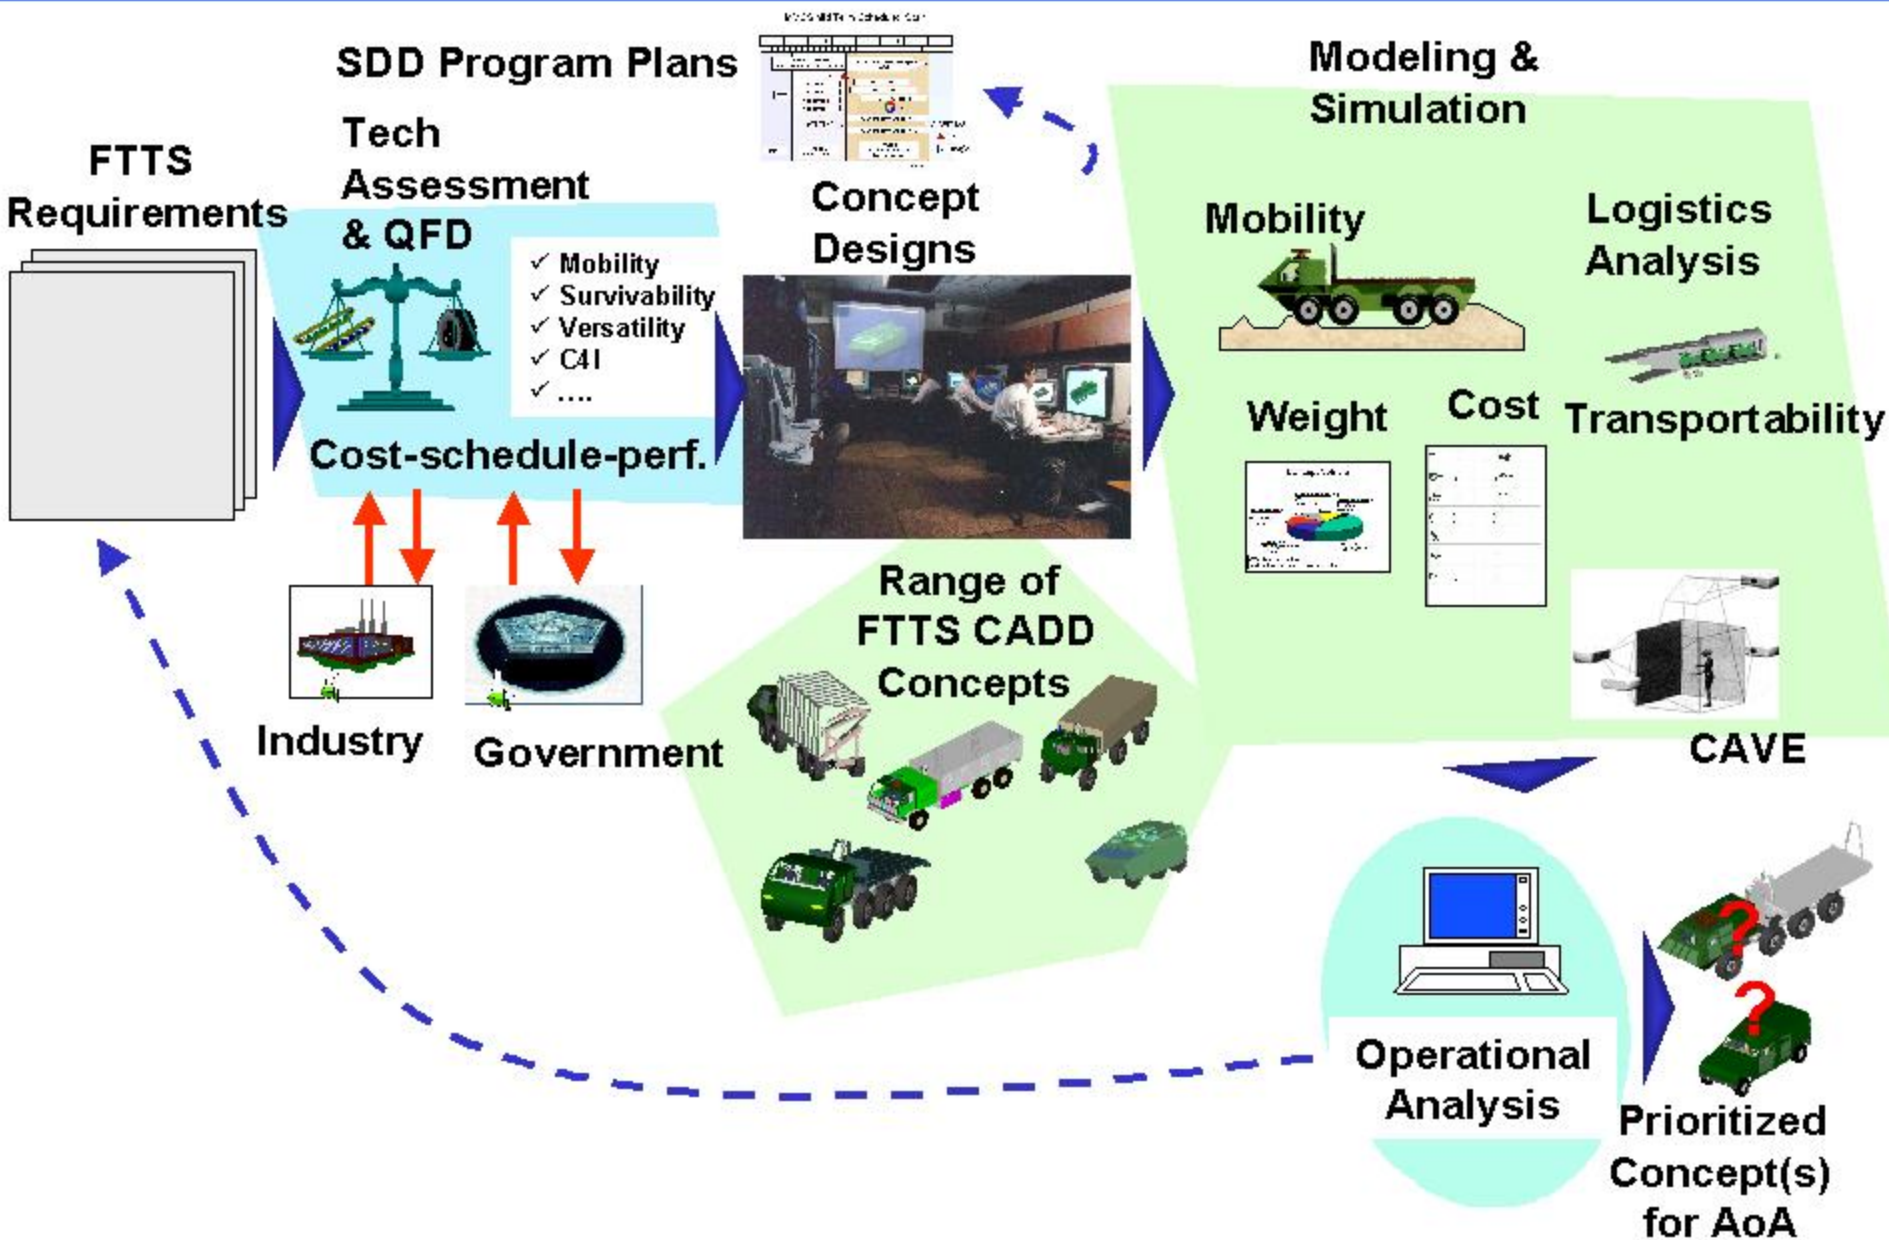 SDD Program Plans
FTTS
Requirements
Tech
Assessment
& QFD
✓ Mobility
✓ Survivability
✓ Versatility
✓ C4I
✓ ....
Cost-schedule-perf.
Industry
Government
Concept
Designs
Range of
FTTS CADD
Concepts
Modeling &
Simulation
Mobility
Logistics
Analysis
Weight
Cost
Transportability
CAVE
Operational
Analysis
?
?
Prioritized
Concept(s)
for AoA